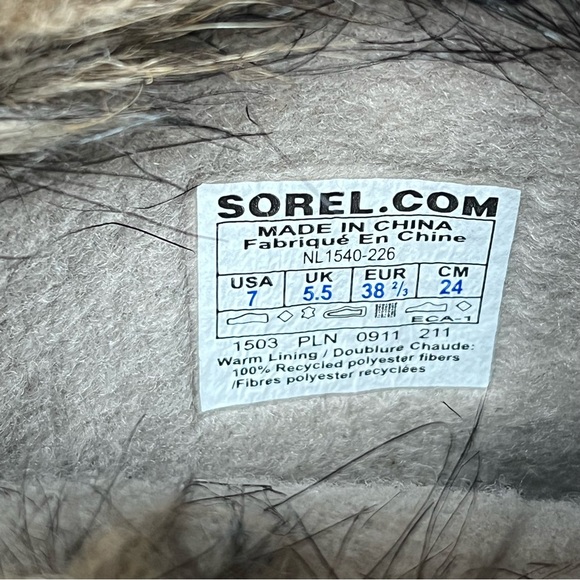 SOREL.COM
MADE IN CHINA
Fabriqué En Chine
NL1540-226
USA UK EUR CM
7 5.5 38 2/3 24
ECA-1
1503 PLN 0911 211
Warm Lining / Doublure Chaude:
100% Recycled polyester fibers
/Fibres polyester recyclées